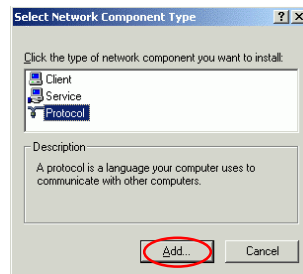 Select Network Component Type
Click the type of network component you want to install:
Client
Service
Protocol
Description
A protocol is a language your computer uses to
communicate with other computers.
Add... Cancel